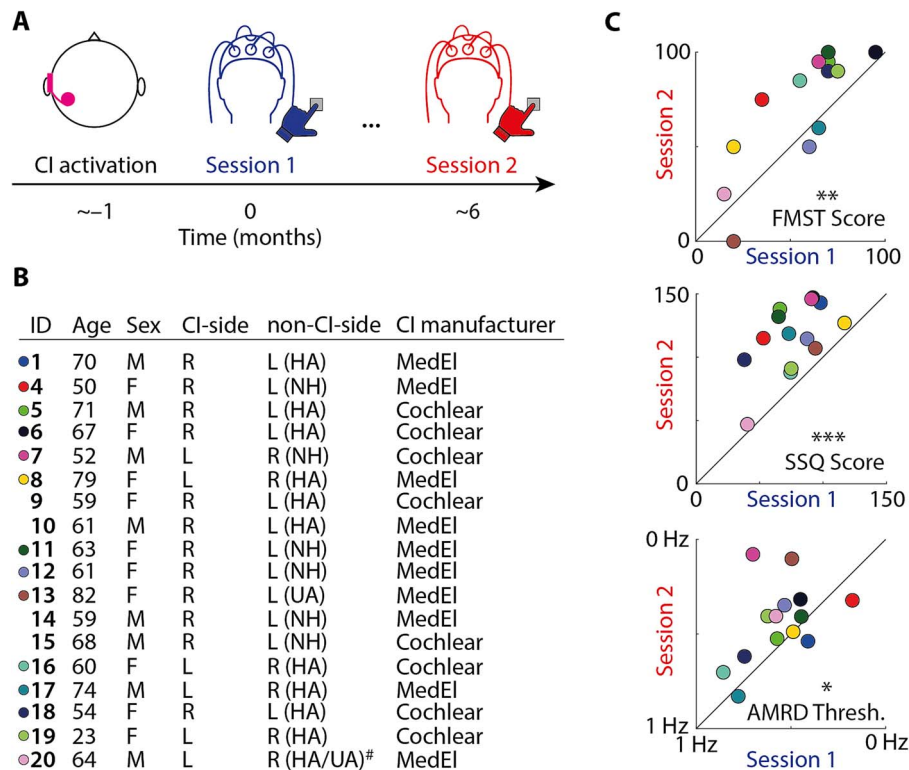 A
CI activation
Session 1
...
Session 2
~–1
0
~6
Time (months)
B
ID Age Sex CI-side non-CI-side CI manufacturer
1 70 M R L (HA) MedEl
4 50 F R L (NH) MedEl
5 71 M R L (HA) Cochlear
6 67 F R L (HA) Cochlear
7 52 M L R (NH) Cochlear
8 79 F L R (HA) MedEl
9 59 F R L (HA) Cochlear
10 61 M R L (HA) MedEl
11 63 F R L (NH) MedEl
12 61 F R L (NH) MedEl
13 82 F R L (UA) MedEl
14 59 M R L (NH) MedEl
15 68 M R L (NH) Cochlear
16 60 F L R (HA) Cochlear
17 74 M L R (HA) MedEl
18 54 F R L (HA) Cochlear
19 23 F L R (HA) Cochlear
20 64 M L R (HA/UA)# MedEl
C
100
Session 2
0
**
FMST Score
0 Session 1 100
150
Session 2
0
***
SSQ Score
0 Session 1 150
0 Hz
Session 2
1 Hz
*
AMRD Thresh.
1 Hz 0 Hz
Session 1